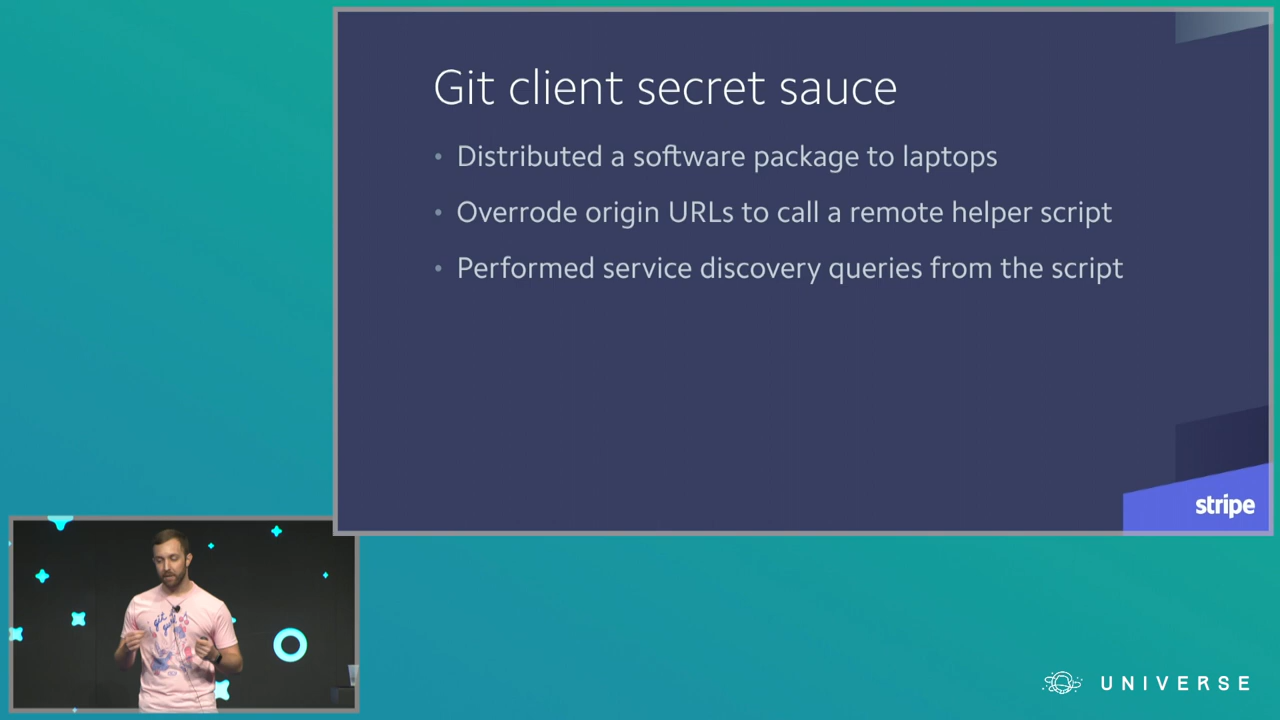 Git client secret sauce
• Distributed a software package to laptops
• Overrode origin URLs to call a remote helper script
• Performed service discovery queries from the script
stripe
git
UNIVERSE